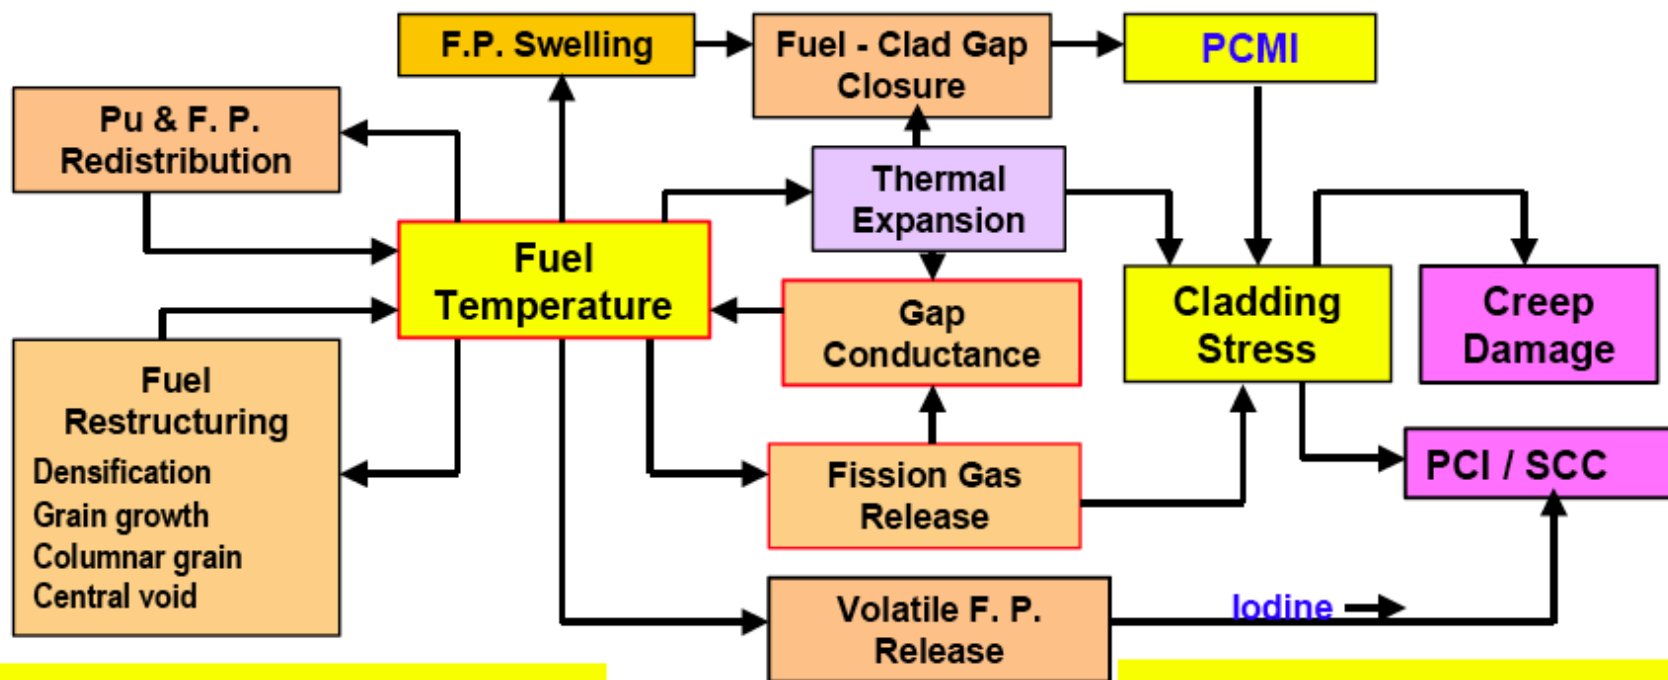 F.P. Swelling
Fuel - Clad Gap
Closure
PCMI
Pu & F. P.
Redistribution
Thermal
Expansion
Fuel
Temperature
Gap
Conductance
Cladding
Stress
Creep
Damage
Fuel
Restructuring
Densification
Grain growth
Columnar grain
Central void
Fission Gas
Release
PCI / SCC
Volatile F. P.
Release
Iodine